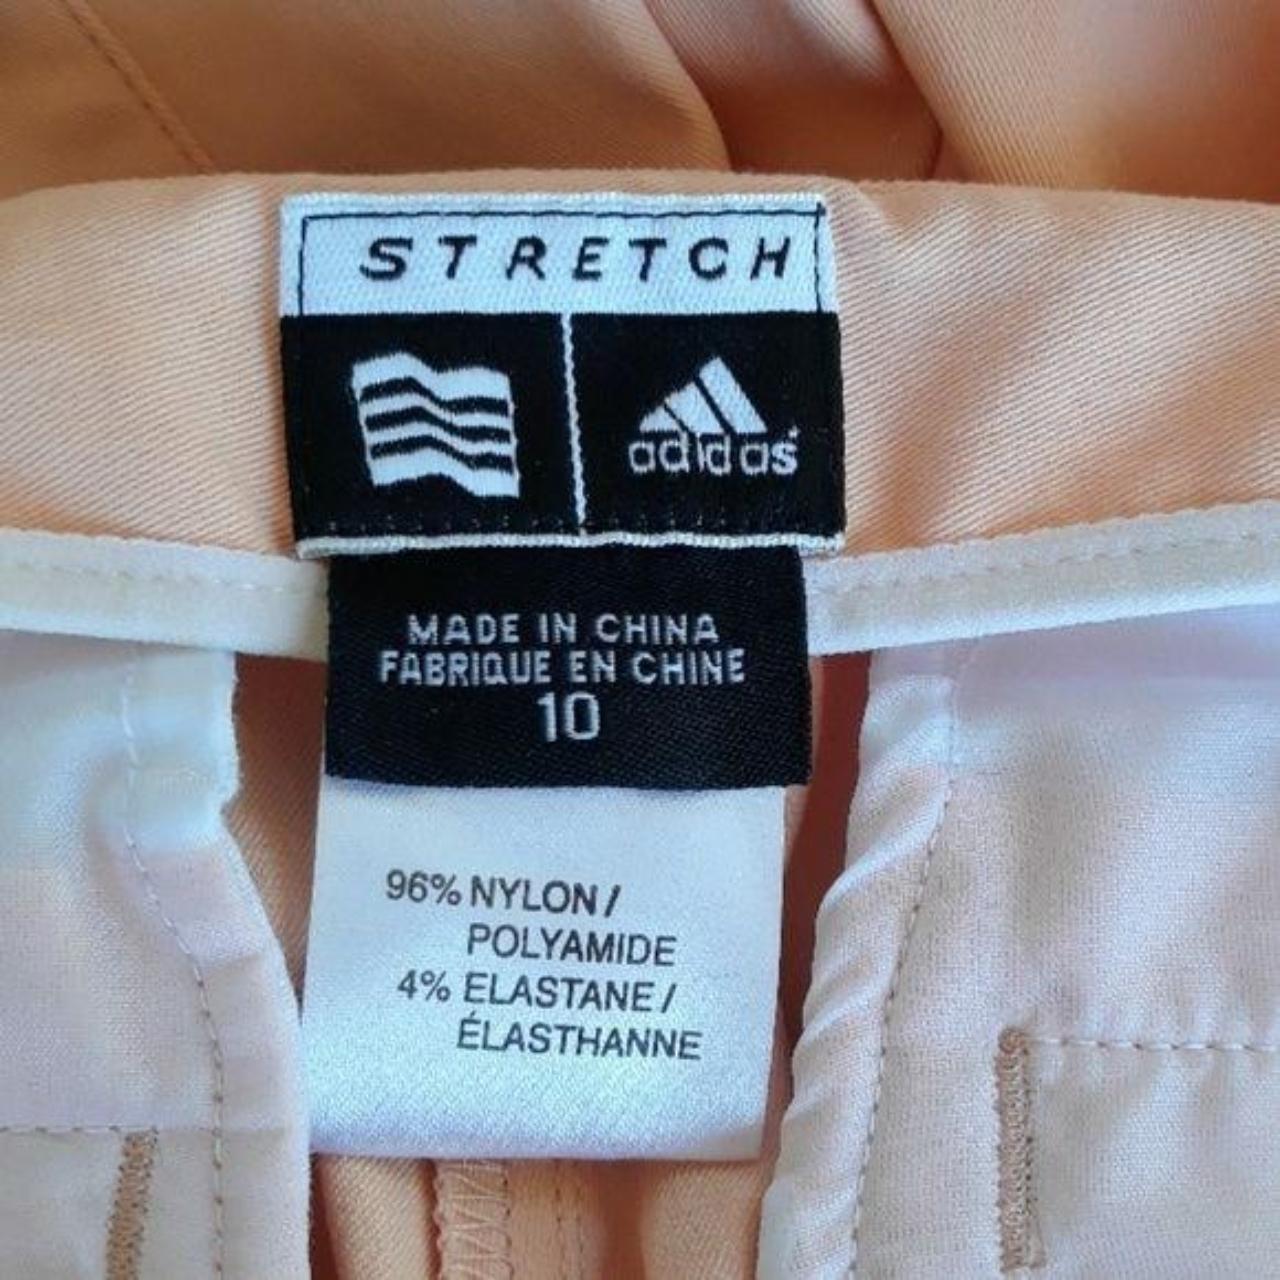 STRETCH
adidas
MADE IN CHINA
FABRIQUE EN CHINE
10
96% NYLON /
POLYAMIDE
4% ELASTANE /
ÉLASTHANNE